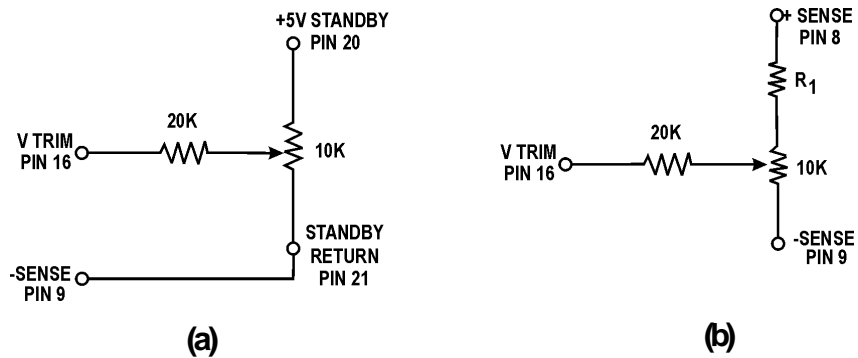 +5V STANDBY
PIN 20
20K
V TRIM
PIN 16
10K
STANDBY
RETURN
PIN 21
-SENSE
PIN 9
(a)
+ SENSE
PIN 8
R1
20K
V TRIM
PIN 16
10K
-SENSE
PIN 9
(b)